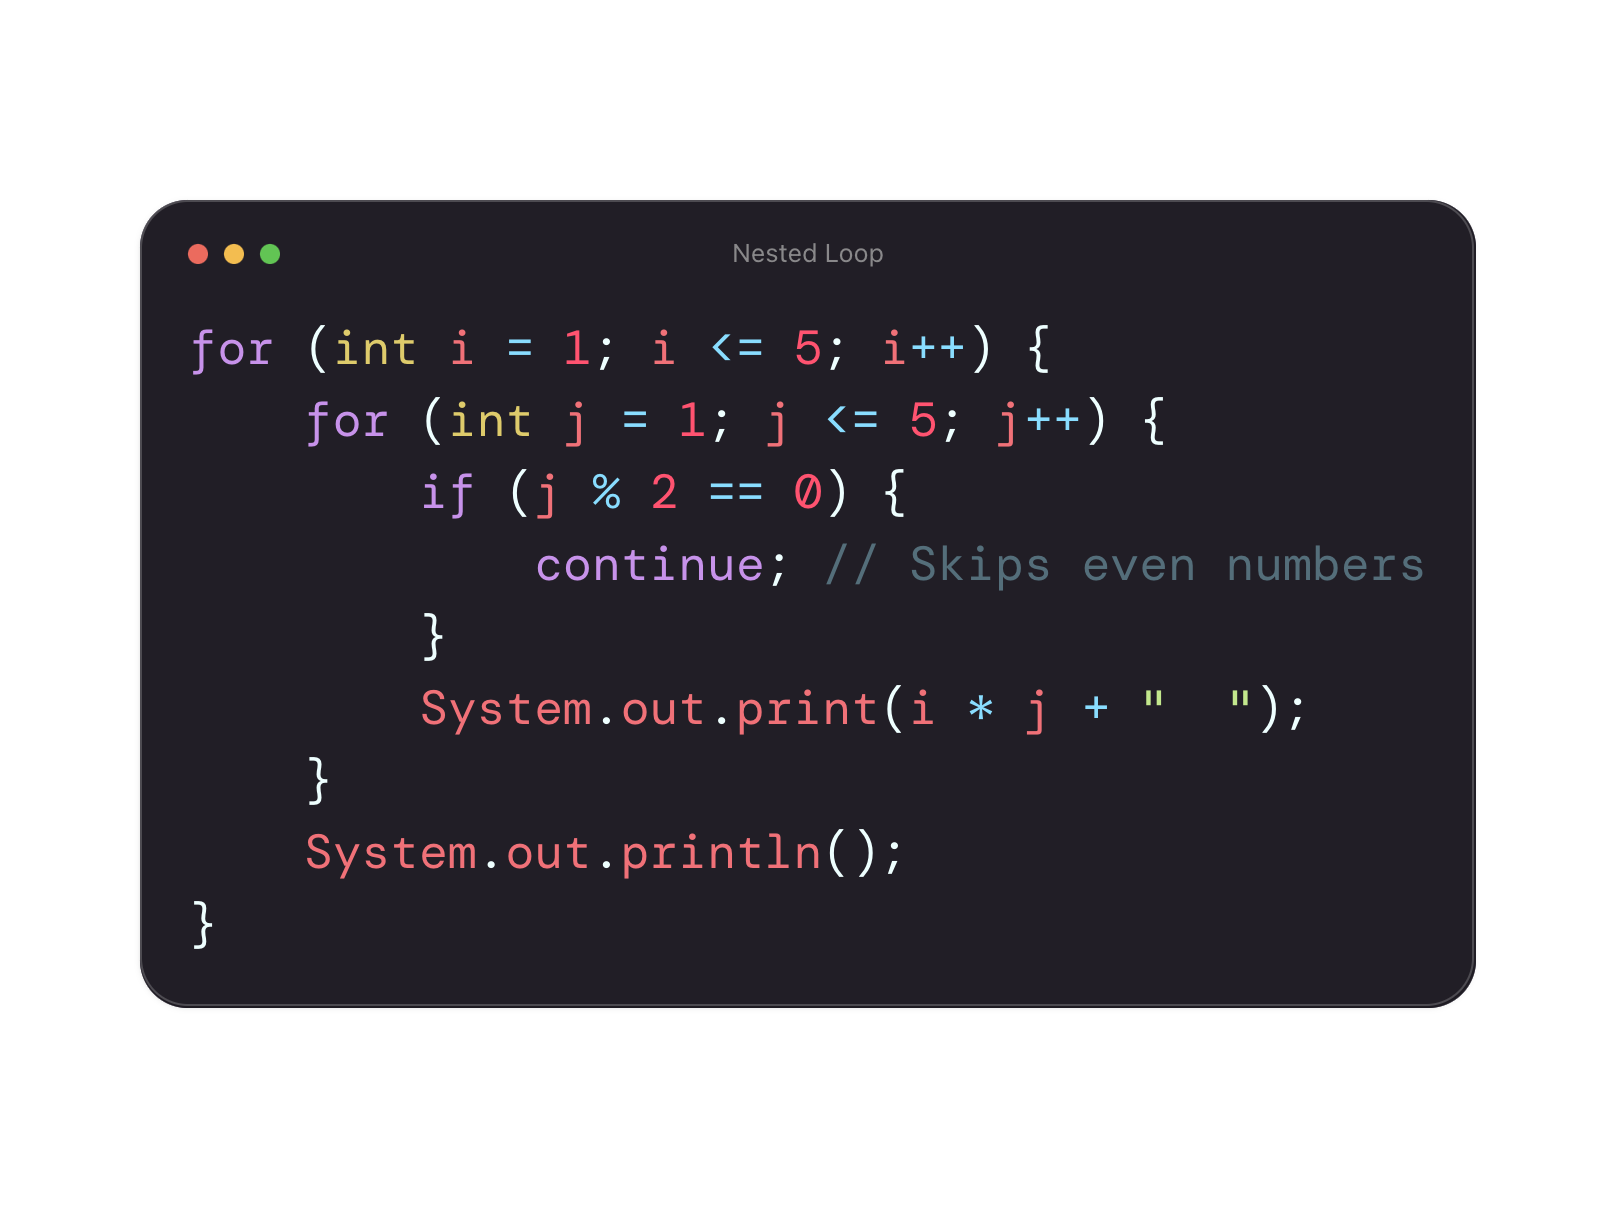 Nested Loop
for (int i = 1; i <= 5; i++) {
    for (int j = 1; j <= 5; j++) {
        if (j % 2 == 0) {
            continue; // Skips even numbers
        }
        System.out.print(i * j + "  ");
    }
    System.out.println();
}